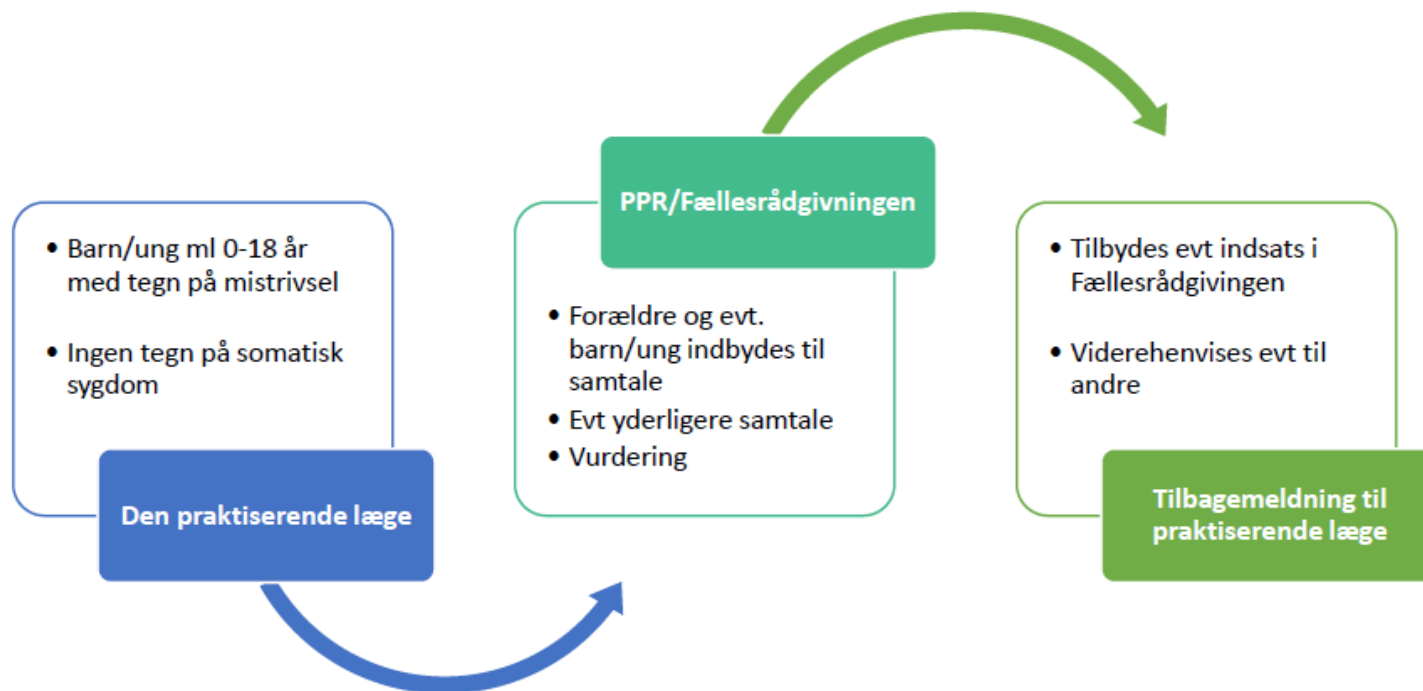 • Barn/ung ml 0-18 år
med tegn på mistrivsel
• Ingen tegn på somatisk
sygdom
Den praktiserende læge
PPR/Fællesrådgivningen
• Forældre og evt.
barn/ung indbydes til
samtale
• Evt yderligere samtale
• Vurdering
• Tilbydes evt indsats i
Fællesrådgivingen
• Viderehenvises evt til
andre
Tilbagemeldning til
praktiserende læge